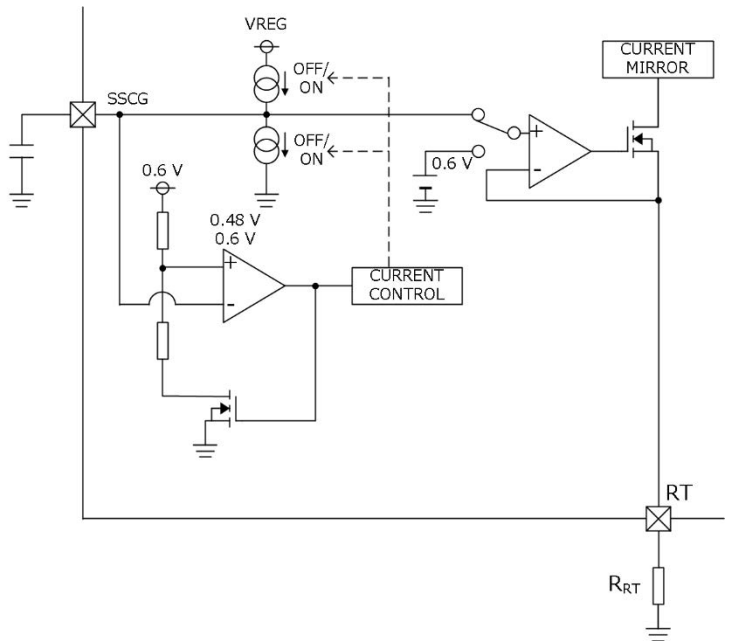 VREG
CURRENT
MIRROR
OFF/
ON
SSCG
OFF/
ON
0.6 V
0.6 V
0.48 V
0.6 V
+
-
+
-
CURRENT
CONTROL
RT
RRT